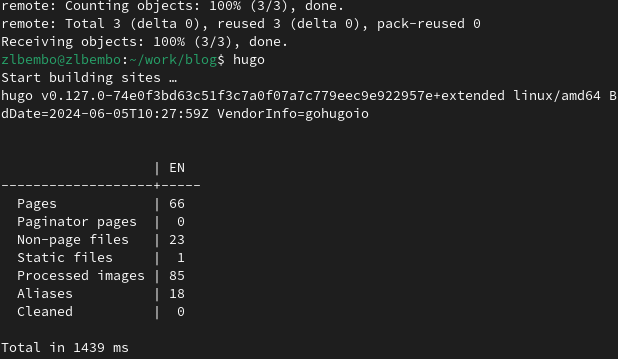 remote: Counting objects: 100% (3/3), done.
remote: Total 3 (delta 0), reused 3 (delta 0), pack-reused 0
Receiving objects: 100% (3/3), done.
zlbembo@zlbembo:~/work/blog$ hugo
Start building sites …
hugo v0.127.0-74e0f3bd63c51f3c7a0f07a7c779eec9e922957e+extended linux/amd64 B
dDate=2024-06-05T10:27:59Z VendorInfo=gohugoio
                   | EN
-------------------+-----
  Pages            | 66
  Paginator pages  |  0
  Non-page files   | 23
  Static files     |  1
  Processed images | 85
  Aliases          | 18
  Cleaned          |  0
Total in 1439 ms